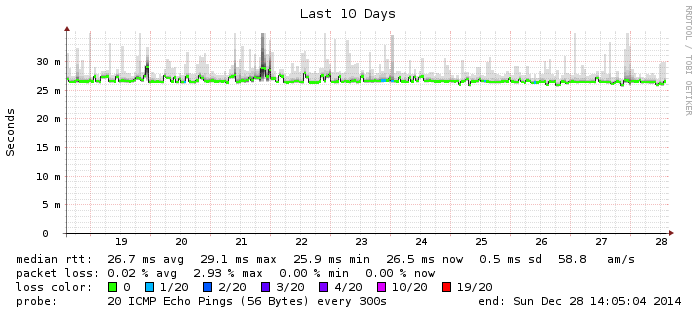 Last 10 Days
RRDTOOL / TOBI OETIKER
Seconds
30 m
25 m
20 m
15 m
10 m
5 m
0
19 20 21 22 23 24 25 26 27 28
median rtt: 26.7 ms avg 29.1 ms max 25.9 ms min 26.5 ms now 0.5 ms sd 58.8 am/s
packet loss: 0.02 % avg 2.93 % max 0.00 % min 0.00 % now
loss color: 0 1/20 2/20 3/20 4/20 10/20 19/20
probe: 20 ICMP Echo Pings (56 Bytes) every 300s end: Sun Dec 28 14:05:04 2014